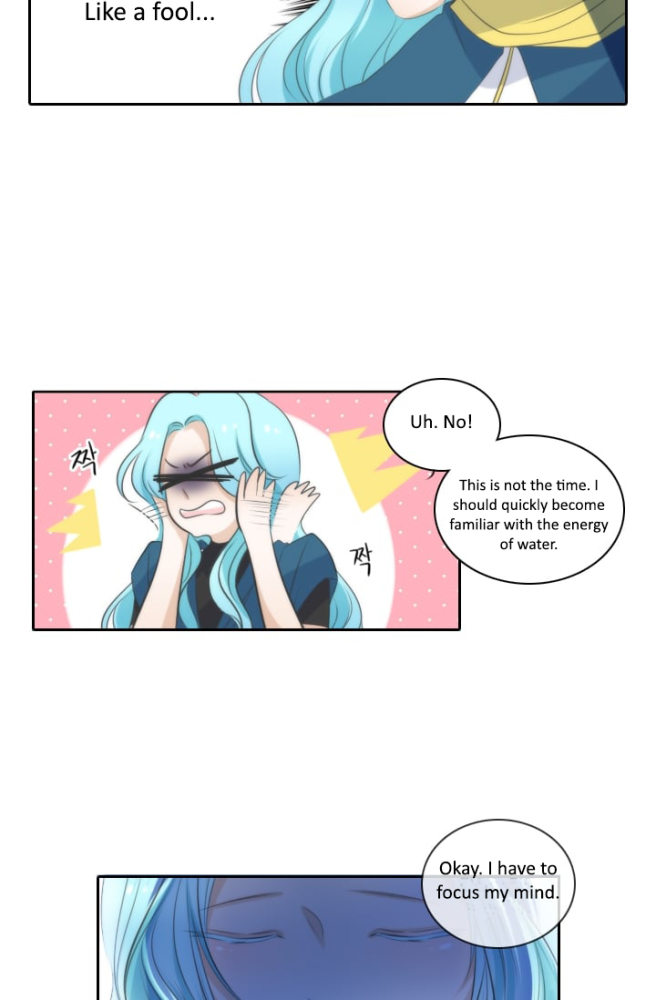 Like a fool...
짝
Uh. No!
This is not the time. I
should quickly become
familiar with the energy
of water.
짝
Okay. I have to
focus my mind.